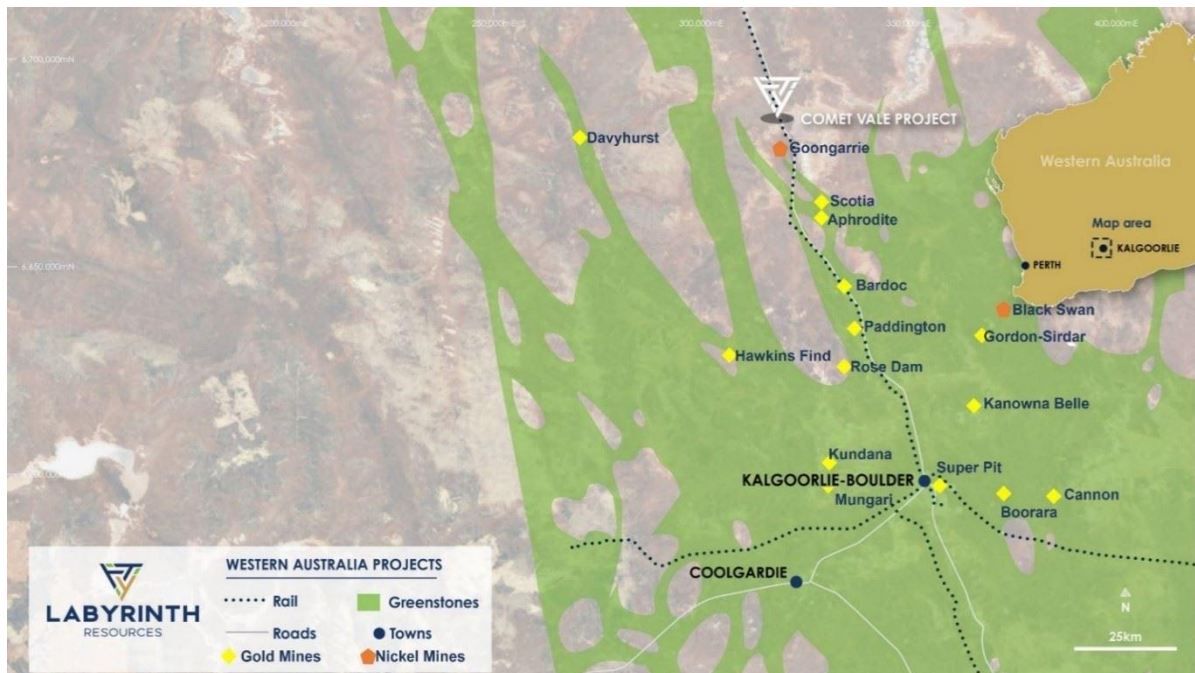 200,000mE
250,000mE
300,000mE
350,000mE
400,000mE
6,700,000mN
COMET VALE PROJECT
Davyhurst
Goongarrie
Western Australia
Scotia
Aphrodite
Map area
KALGOORLIE
PERTH
6,650,000mN
Bardoc
Black Swan
Paddington
Gordon-Sirdar
Hawkins Find
Rose Dam
Kanowna Belle
Kundana
Super Pit
KALGOORLIE-BOULDER
Mungari
Cannon
Boorara
COOLGARDIE
LABYRINTH
RESOURCES
WESTERN AUSTRALIA PROJECTS
Rail
Greenstones
Roads
Towns
Gold Mines
Nickel Mines
N
25km